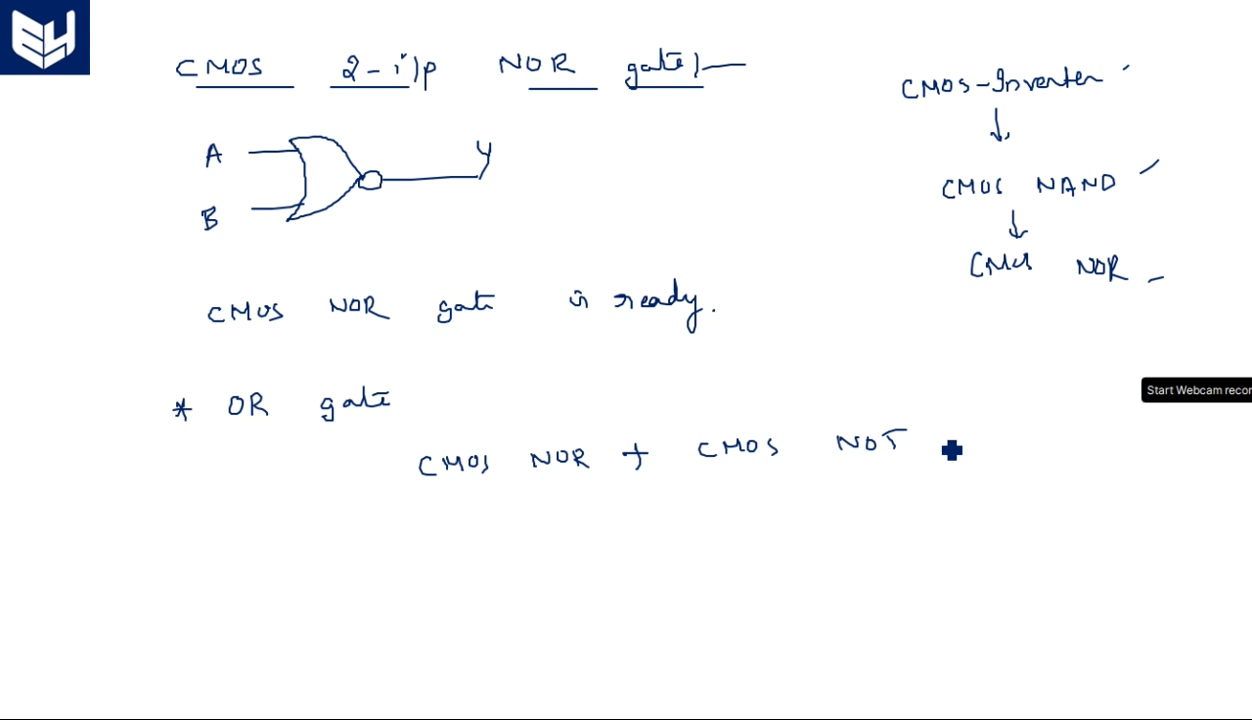 CMOS 2-i/p NOR gate:-
CMOS-Inverter
↓
CMOS NAND
↓
CMOS NOR
A
B
Y
CMOS NOR gate is ready.
* OR gate
CMOS NOR + CMOS NOT
Start Webcam recor